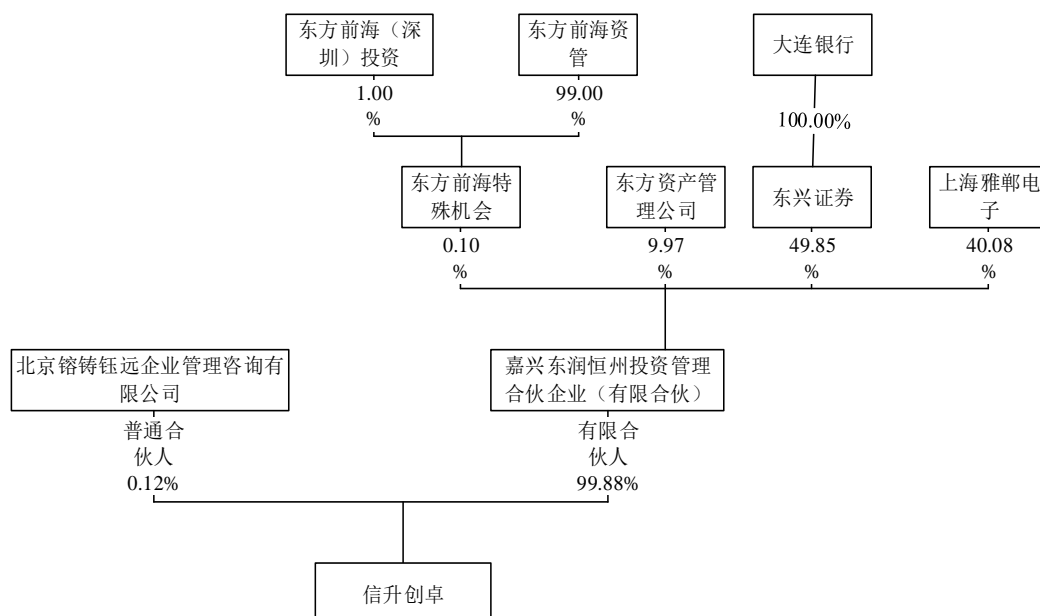 东方前海（深
圳）投资
东方前海资
管
大连银行
1.00
%
99.00
%
100.00%
东方前海特
殊机会
东方资产管
理公司
东兴证券
上海雅郸电
子
0.10
%
9.97
%
49.85
%
40.08
%
北京镕铸钰远企业管理咨询有
限公司
嘉兴东润恒州投资管理
合伙企业（有限合伙）
普通合
伙人
0.12%
有限合
伙人
99.88%
信升创卓